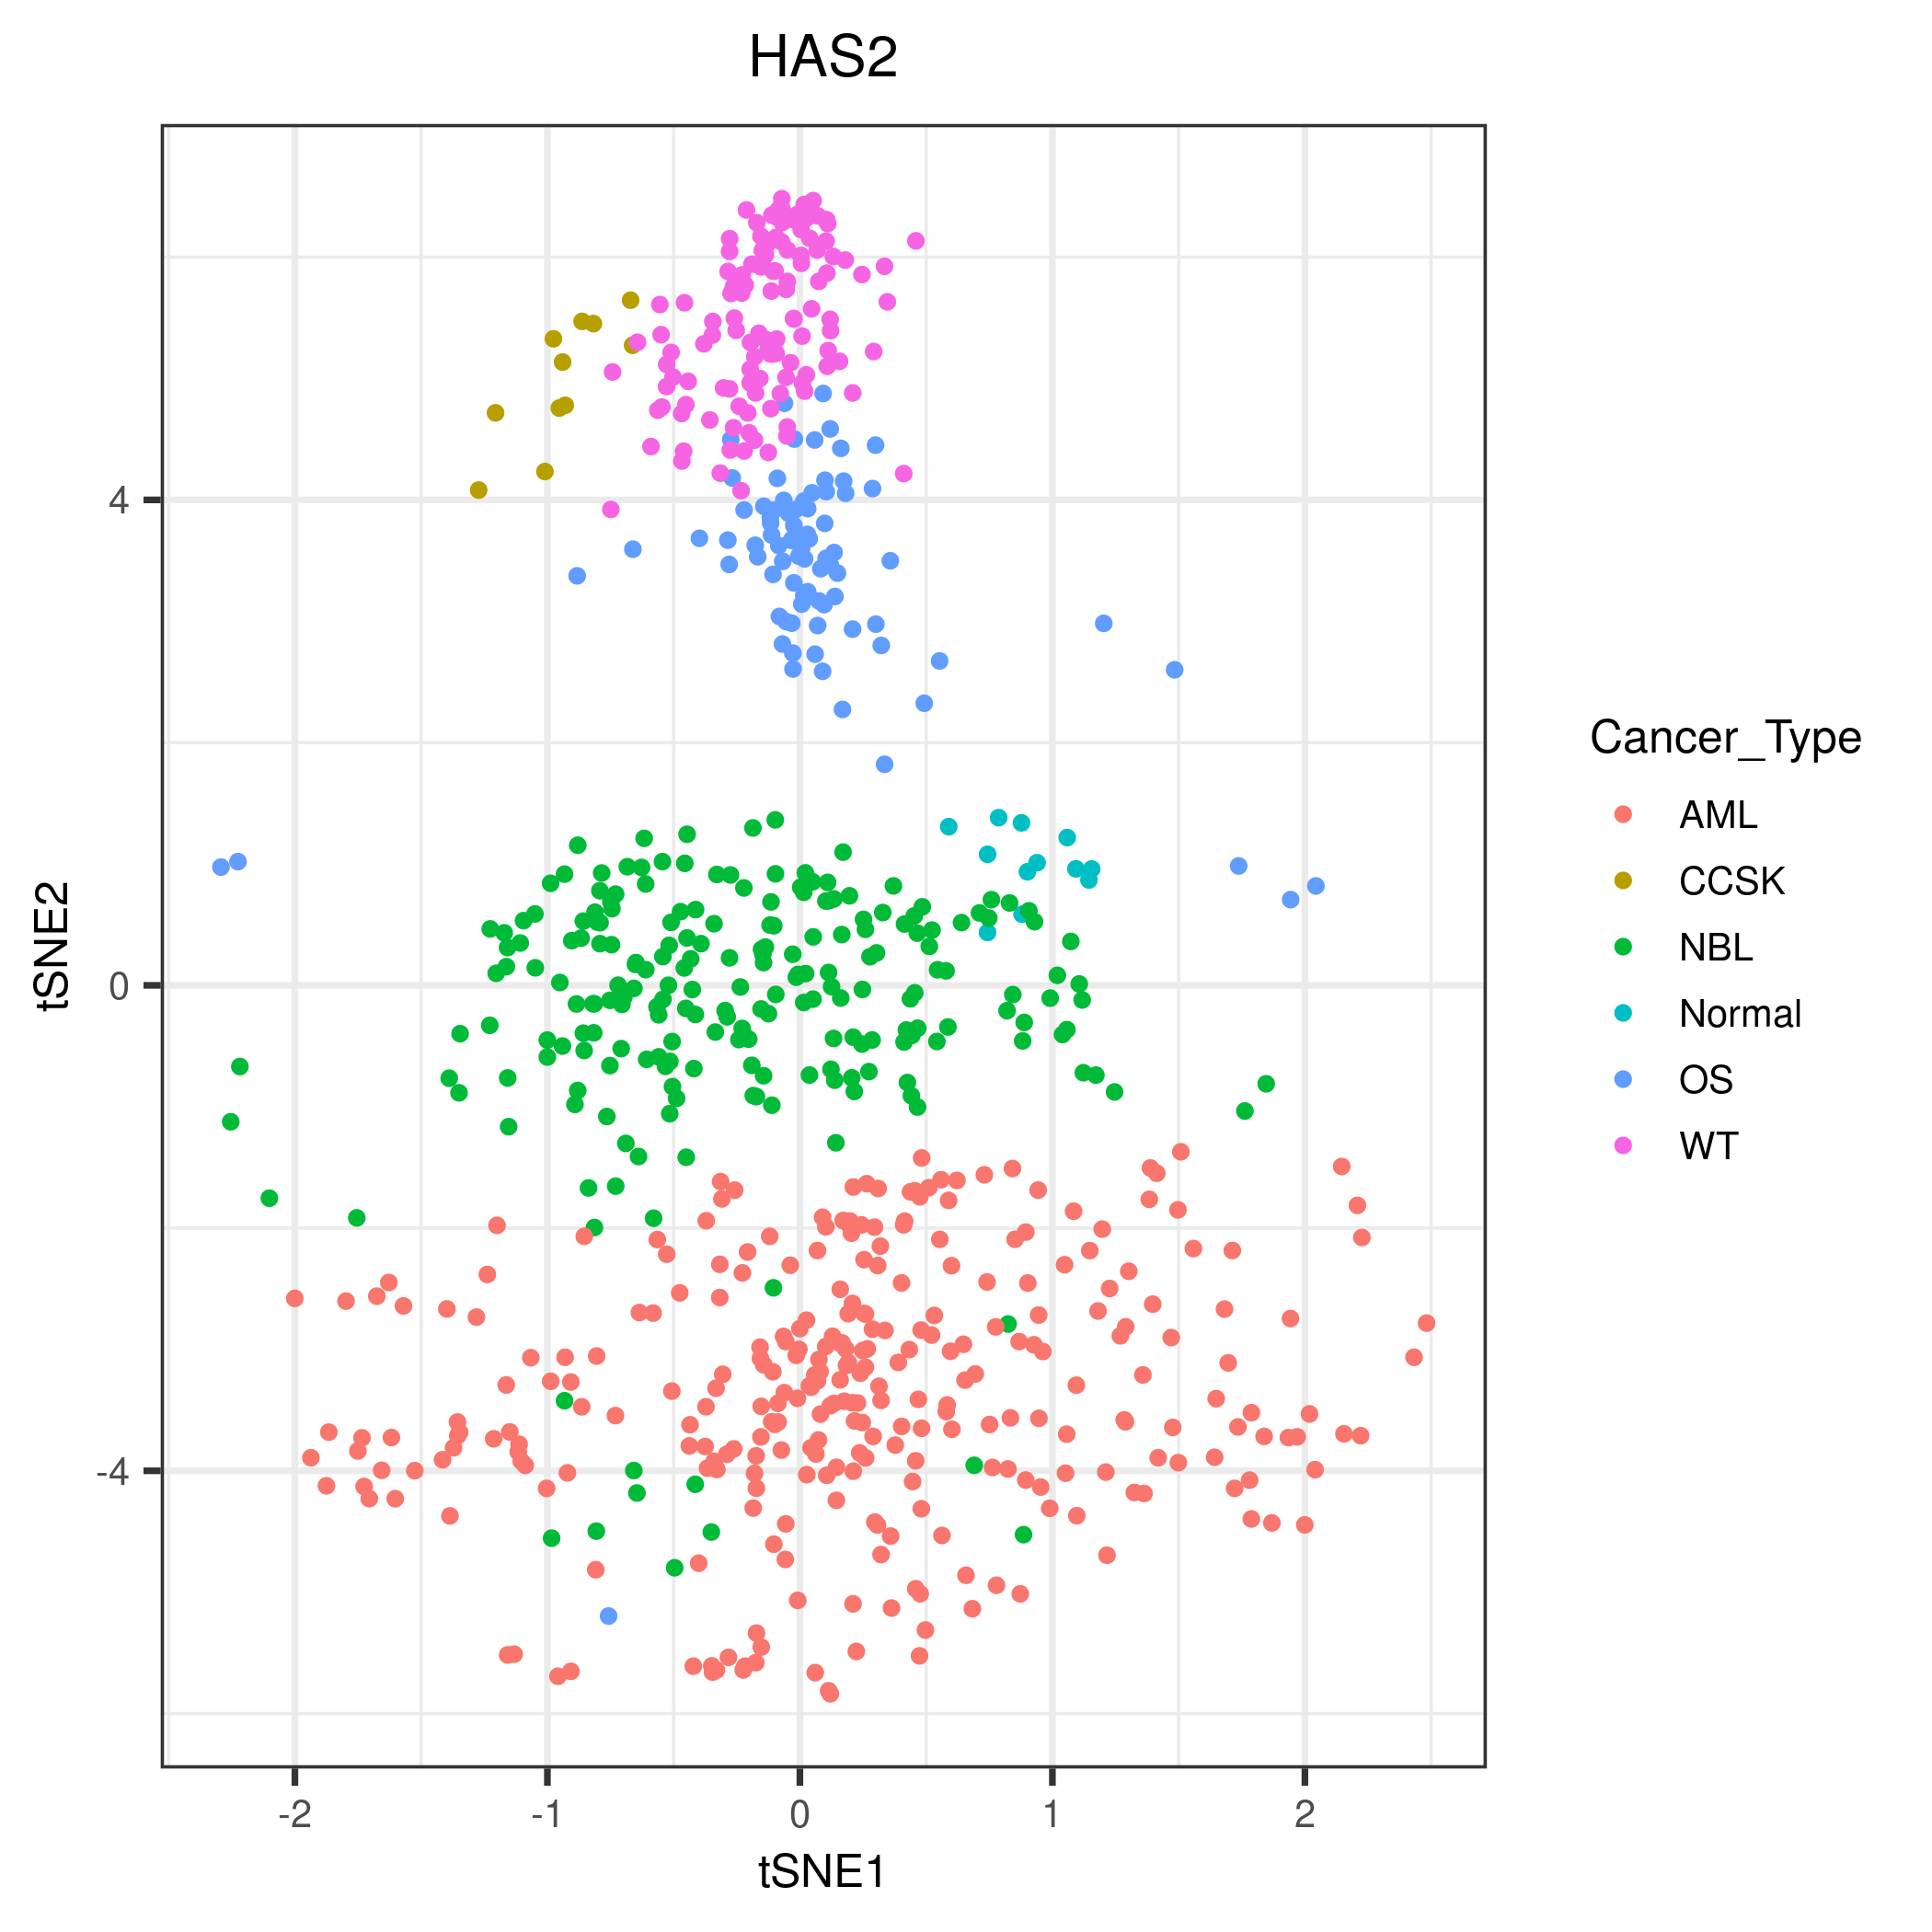 HAS2
tSNE2
4
0
-4
-2 -1 0 1 2
tSNE1
Cancer_Type
AML
CCSK
NBL
Normal
OS
WT